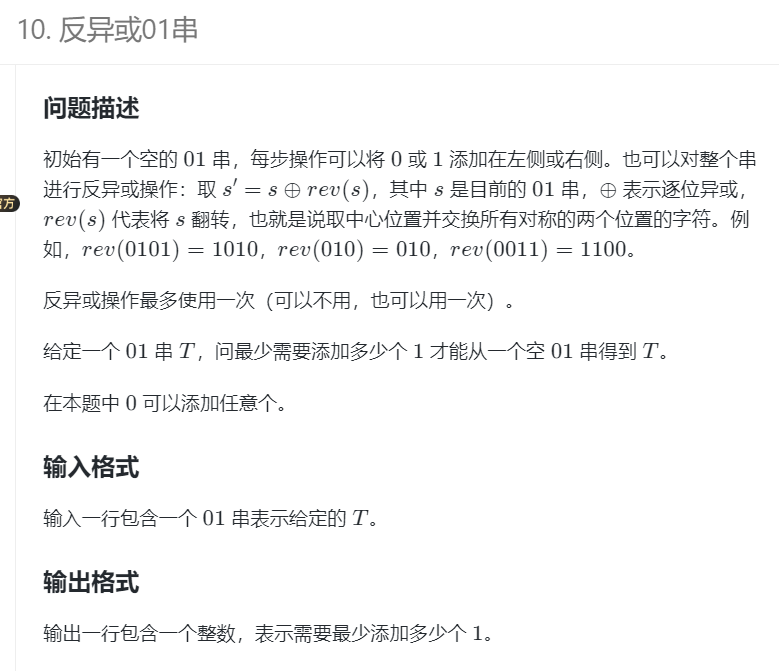 10. 反异或01串
问题描述
初始有一个空的 01 串，每步操作可以将 0 或 1 添加在左侧或右侧。也可以对整个串
进行反异或操作：取 s′ = s ⊕ rev(s)，其中 s 是目前的 01 串，⊕ 表示逐位异或，
rev(s) 代表将 s 翻转，也就是说取中心位置并交换所有对称的两个位置的字符。例
如，rev(0101) = 1010，rev(010) = 010，rev(0011) = 1100。
反异或操作最多使用一次（可以不用，也可以用一次）。
给定一个 01 串 T，问最少需要添加多少个 1 才能从一个空 01 串得到 T。
在本题中 0 可以添加任意个。
输入格式
输入一行包含一个 01 串表示给定的 T。
输出格式
输出一行包含一个整数，表示需要最少添加多少个 1。